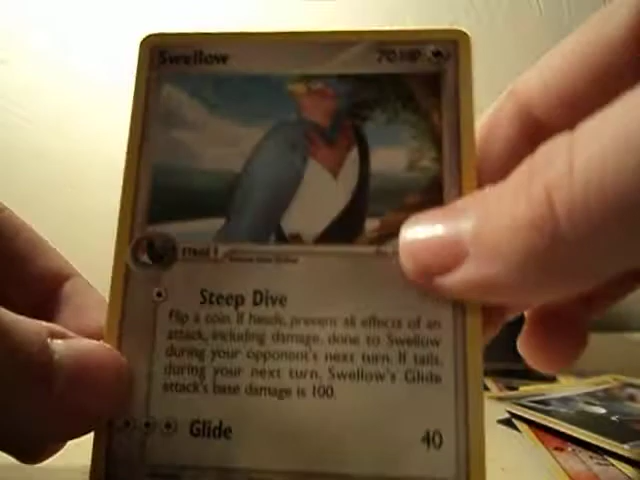 Swellow 70 HP
STAGE 1
Steep Dive
Flip a coin. If heads, prevent all effects of an
attack, including damage, done to Swellow
during your opponent's next turn. If tails,
during your next turn, Swellow's Glide
attack's base damage is 100.
Glide 40